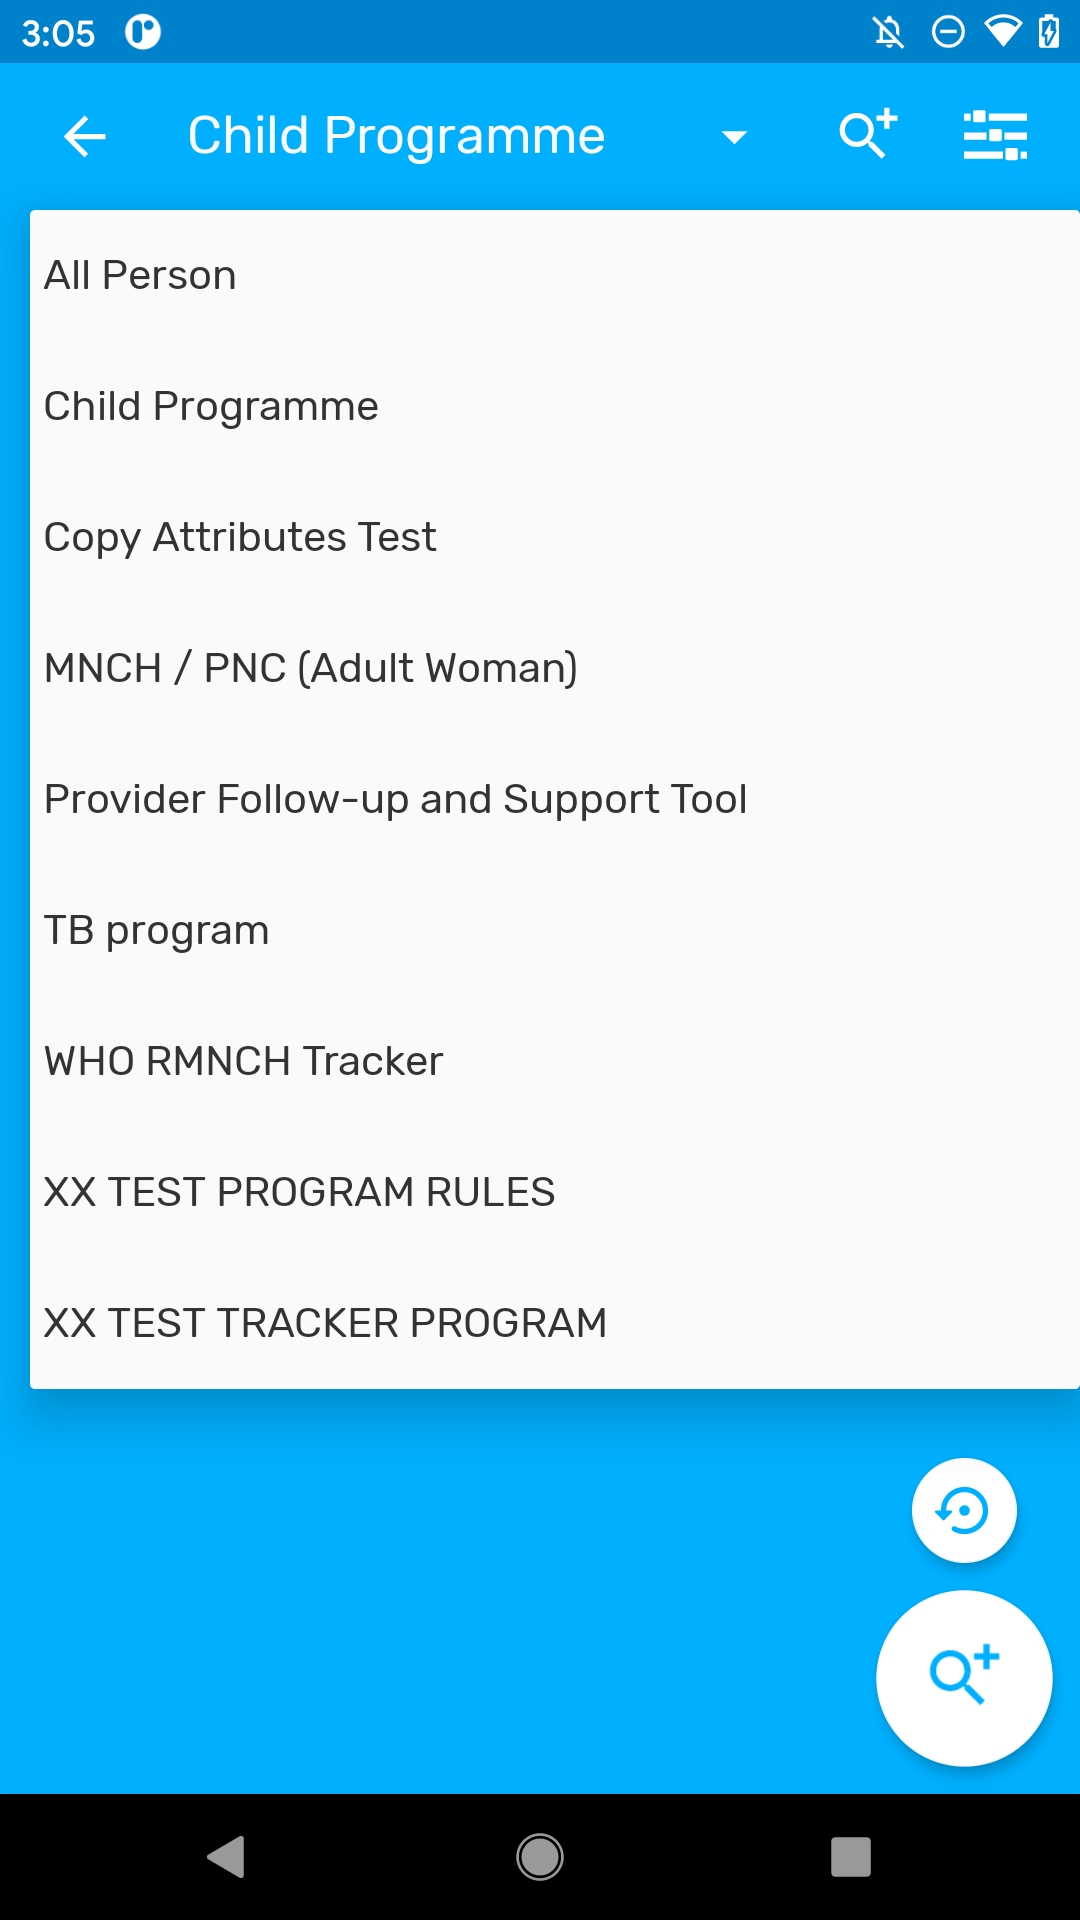 3:05
Child Programme
All Person
Child Programme
Copy Attributes Test
MNCH / PNC (Adult Woman)
Provider Follow-up and Support Tool
TB program
WHO RMNCH Tracker
XX TEST PROGRAM RULES
XX TEST TRACKER PROGRAM